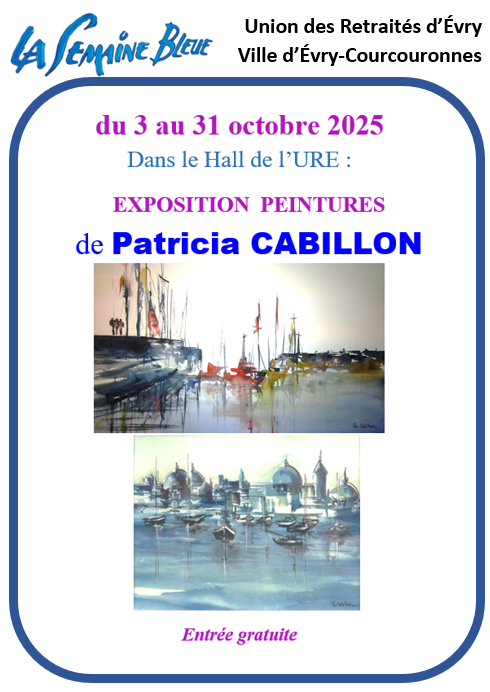 La Semaine Bleue
Union des Retraités d'Évry
Ville d'Évry-Courcouronnes
du 3 au 31 octobre 2025
Dans le Hall de l'URE :
EXPOSITION PEINTURES
de Patricia CABILLON
Entrée gratuite